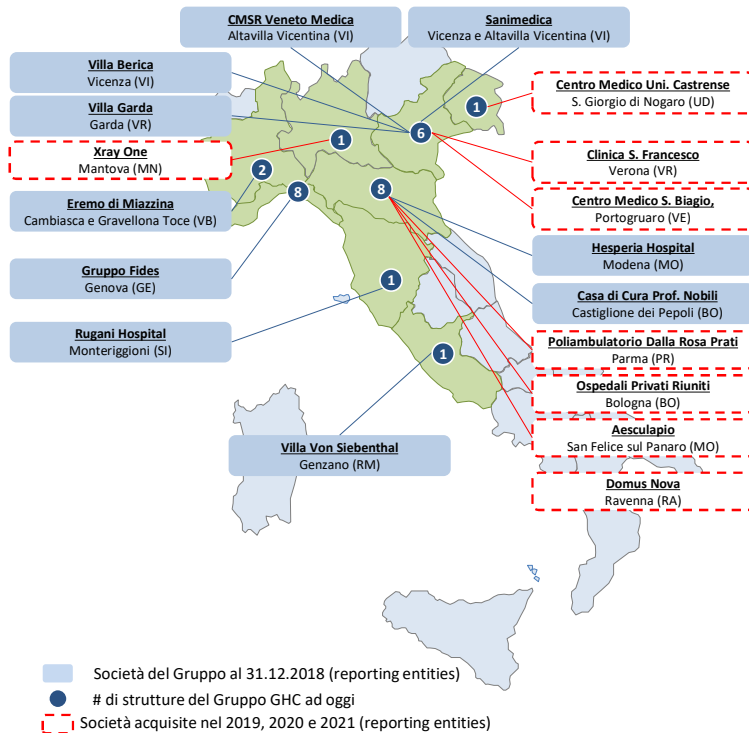 CMSR Veneto Medica
Altavilla Vicentina (VI)
Sanimedica
Vicenza e Altavilla Vicentina (VI)
Villa Berica
Vicenza (VI)
Villa Garda
Garda (VR)
Xray One
Mantova (MN)
Eremo di Miazzina
Cambiasca e Gravellona Toce (VB)
Gruppo Fides
Genova (GE)
Rugani Hospital
Monteriggioni (SI)
Villa Von Siebenthal
Genzano (RM)
1
6
1
2
8
8
1
1
Centro Medico Uni. Castrense
S. Giorgio di Nogaro (UD)
Clinica S. Francesco
Verona (VR)
Centro Medico S. Biagio,
Portogruaro (VE)
Hesperia Hospital
Modena (MO)
Casa di Cura Prof. Nobili
Castiglione dei Pepoli (BO)
Poliambulatorio Dalla Rosa Prati
Parma (PR)
Ospedali Privati Riuniti
Bologna (BO)
Aesculapio
San Felice sul Panaro (MO)
Domus Nova
Ravenna (RA)
Società del Gruppo al 31.12.2018 (reporting entities)
# di strutture del Gruppo GHC ad oggi
Società acquisite nel 2019, 2020 e 2021 (reporting entities)